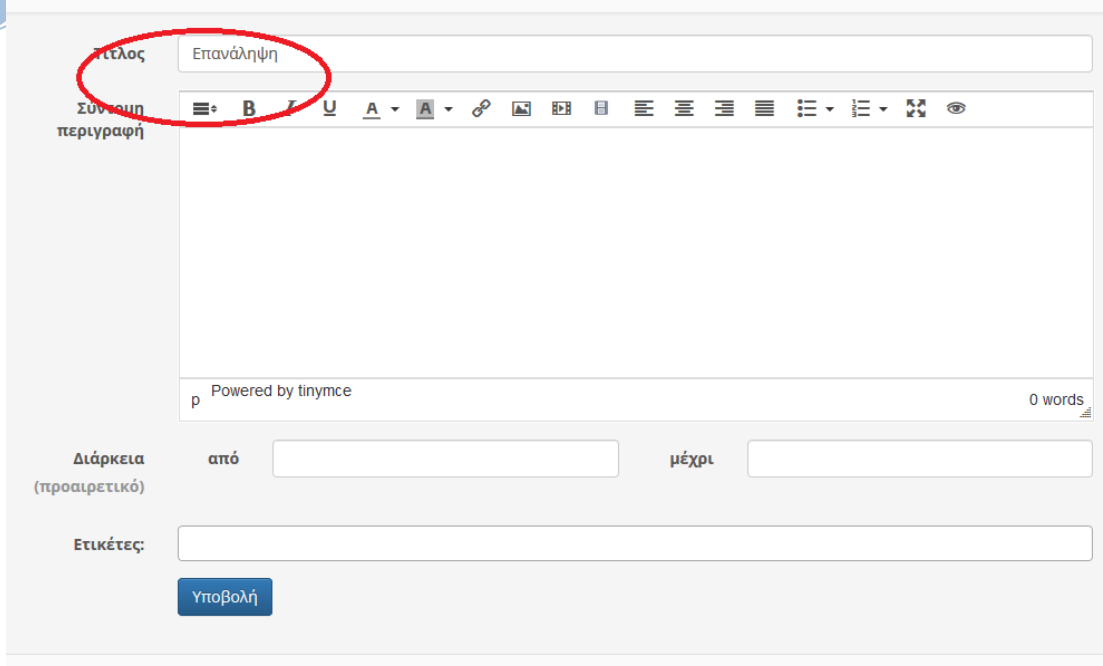 Τίτλος Επανάληψη
Σύντομη
περιγραφή
B I U A A
p Powered by tinymce 0 words
Διάρκεια από μέχρι
(προαιρετικό)
Ετικέτες:
Υποβολή